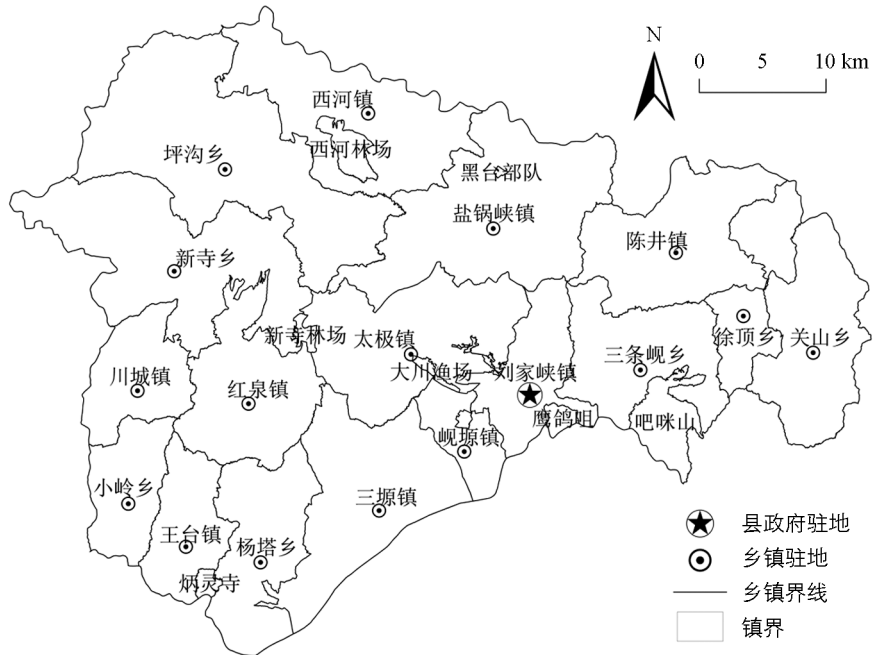 N
0 5 10 km
西河镇
西河林场
坪沟乡
黑台部队
盐锅峡镇
陈井镇
新寺乡
新寺林场
太极镇
徐顶乡
关山乡
三条岘乡
大川渔场
刘家峡镇
川城镇
红泉镇
鹰鸽咀
吧咪山
岘塬镇
小岭乡
三塬镇
王台镇
杨塔乡
炳灵寺
县政府驻地
乡镇驻地
乡镇界线
镇界